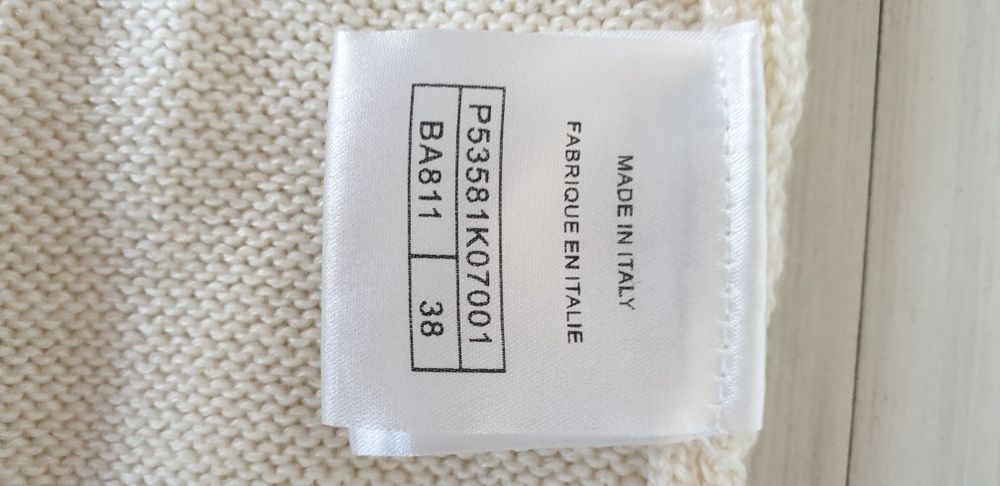 MADE IN ITALY
FABRIQUE EN ITALIE
P53581K07001
BA811 38